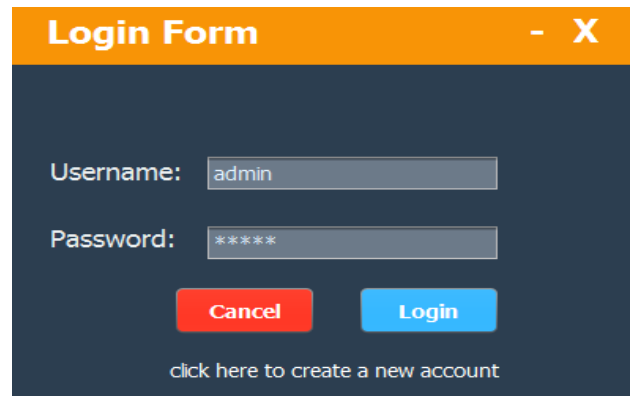 Login Form - X
Username: admin
Password: *****
Cancel Login
click here to create a new account